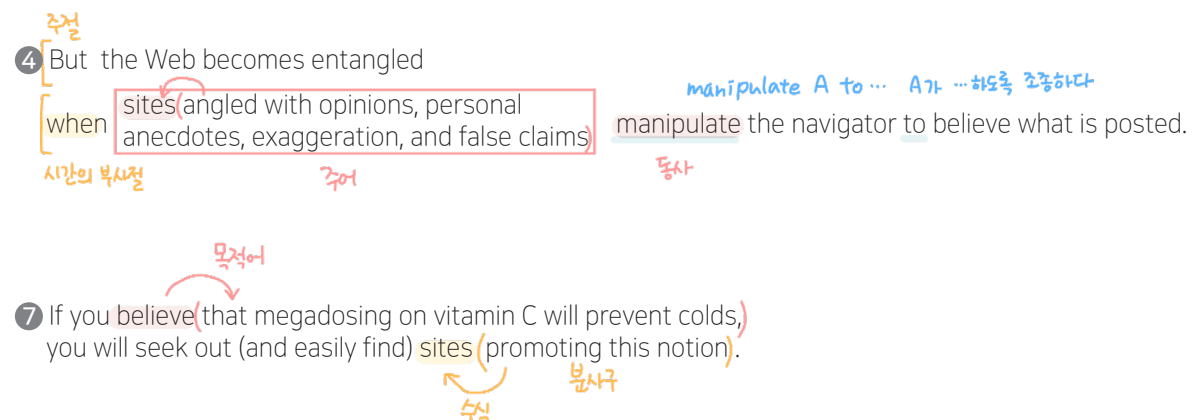 주절
4 But the Web becomes entangled
manipulate A to ··· A가 ···하도록 조종하다
when sites(angled with opinions, personal
anecdotes, exaggeration, and false claims) manipulate the navigator to believe what is posted.
시간의 부사절 주어 동사
목적어
7 If you believe(that megadosing on vitamin C will prevent colds,)
you will seek out (and easily find) sites (promoting this notion).
분사구
수식